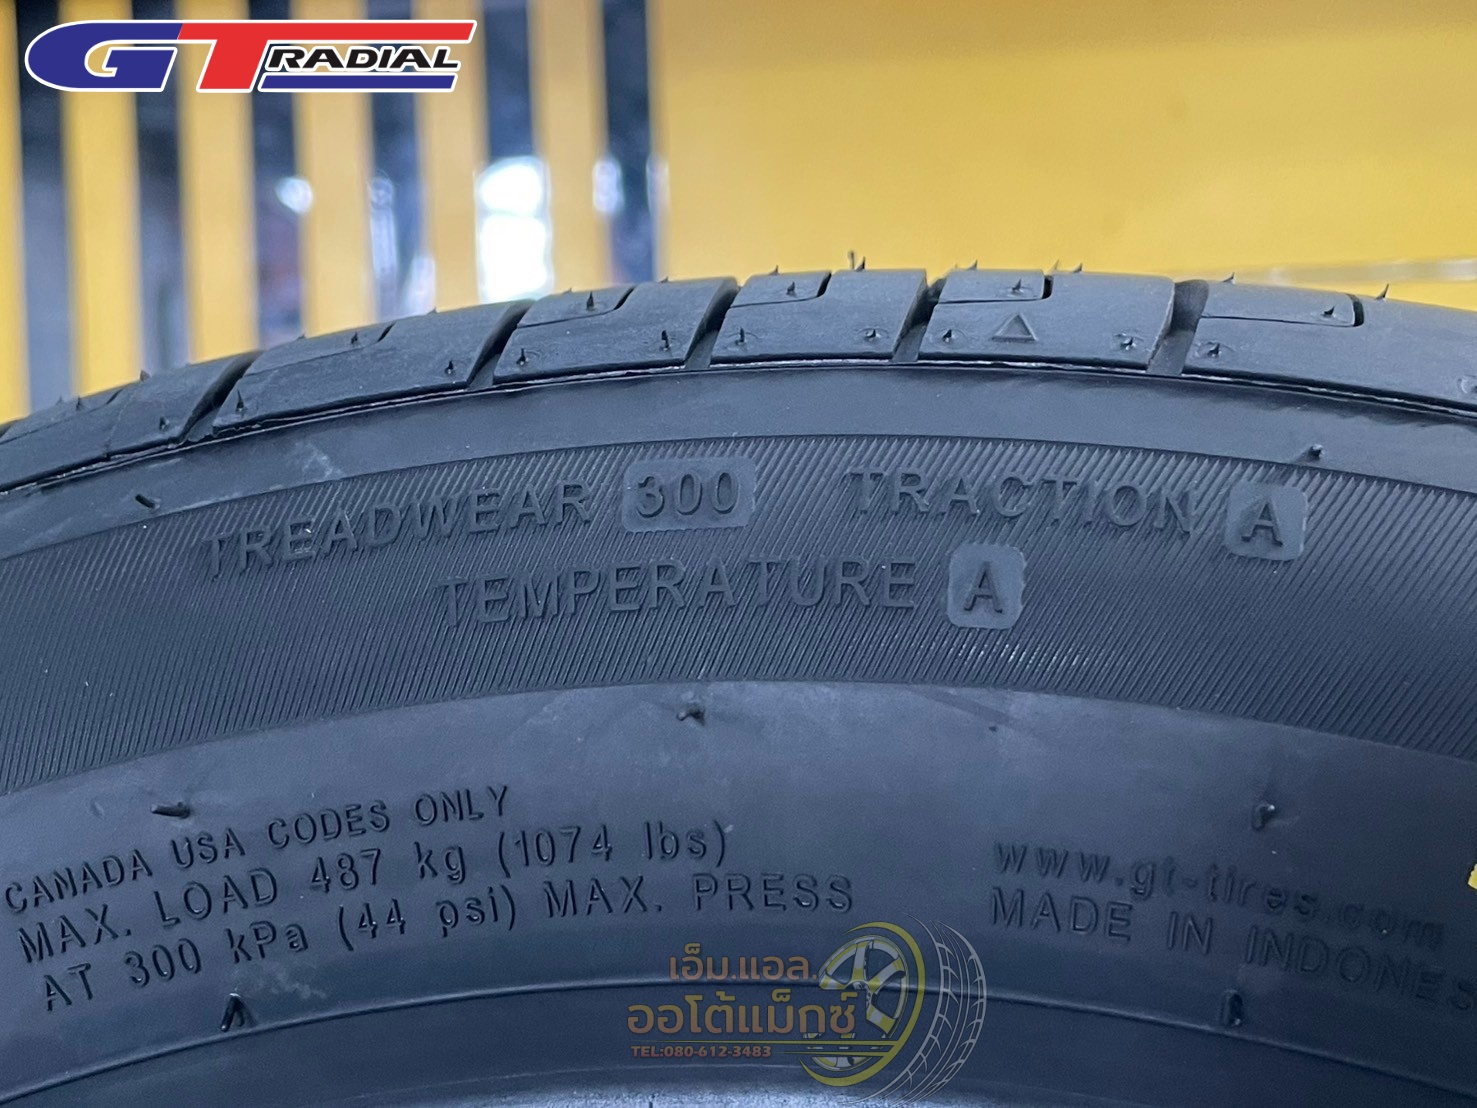 GT RADIAL
TREADWEAR 300 TRACTION A
TEMPERATURE A
CANADA USA CODES ONLY
MAX. LOAD 487 kg (1074 lbs)
AT 300 kPa (44 psi) MAX. PRESS
www.gt-tires.com
MADE IN INDONES
เอ็ม.แอล.
ออโต้แม็กซ์
TEL:080-612-3483